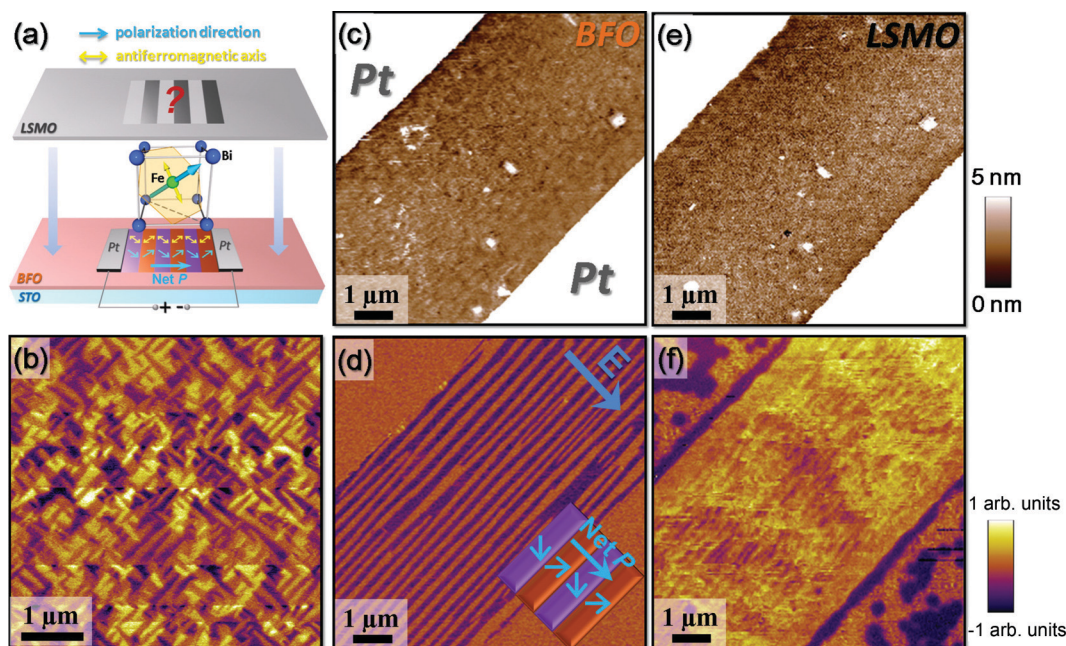 (a)
polarization direction
antiferromagnetic axis
?
LSMO
Bi
Fe
Pt
Pt
Net P
BFO
STO
+ -
(b)
1 µm
(c)
BFO
Pt
Pt
1 µm
(d)
E
Net P
1 µm
(e)
LSMO
1 µm
5 nm
0 nm
(f)
1 µm
1 arb. units
-1 arb. units